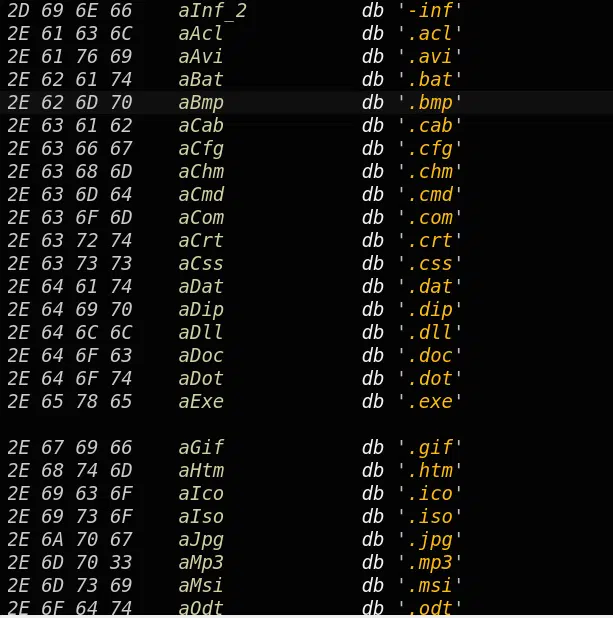 2D 69 6E 66 aInf_2 db '-inf'
2E 61 63 6C aAcl db '.acl'
2E 61 76 69 aAvi db '.avi'
2E 62 61 74 aBat db '.bat'
2E 62 6D 70 aBmp db '.bmp'
2E 63 61 62 aCab db '.cab'
2E 63 66 67 aCfg db '.cfg'
2E 63 68 6D aChm db '.chm'
2E 63 6D 64 aCmd db '.cmd'
2E 63 6F 6D aCom db '.com'
2E 63 72 74 aCrt db '.crt'
2E 63 73 73 aCss db '.css'
2E 64 61 74 aDat db '.dat'
2E 64 69 70 aDip db '.dip'
2E 64 6C 6C aDll db '.dll'
2E 64 6F 63 aDoc db '.doc'
2E 64 6F 74 aDot db '.dot'
2E 65 78 65 aExe db '.exe'
2E 67 69 66 aGif db '.gif'
2E 68 74 6D aHtm db '.htm'
2E 69 63 6F aIco db '.ico'
2E 69 73 6F aIso db '.iso'
2E 6A 70 67 aJpg db '.jpg'
2E 6D 70 33 aMp3 db '.mp3'
2E 6D 73 69 aMsi db '.msi'
2E 6F 64 74 aOdt db '.odt'